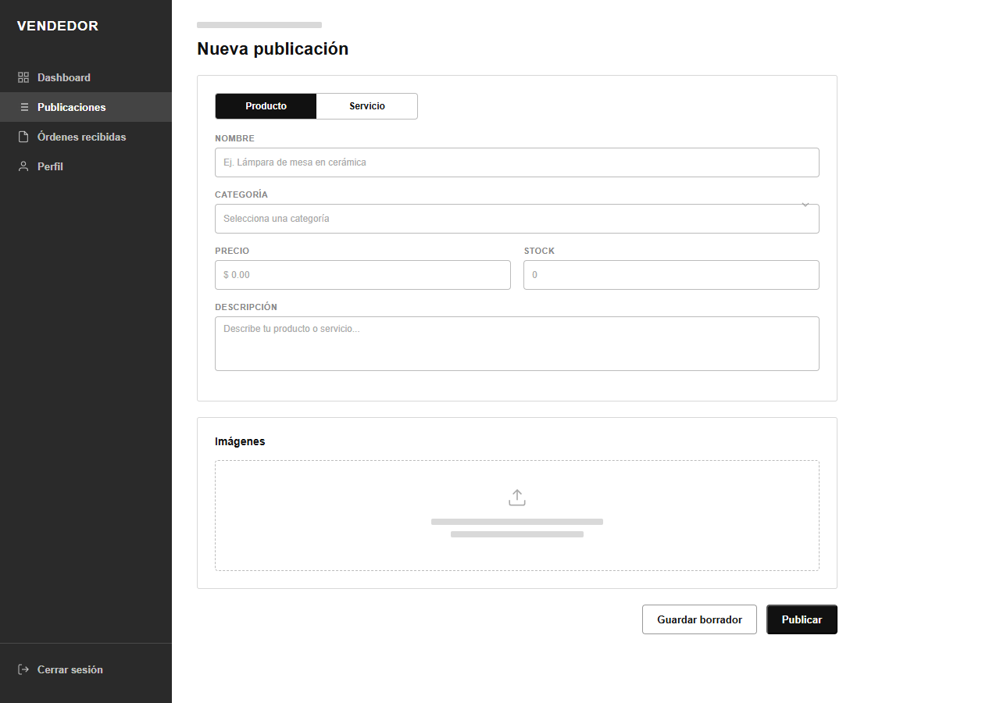 VENDEDOR
Dashboard
Publicaciones
Órdenes recibidas
Perfil
Cerrar sesión
Nueva publicación
Producto Servicio
NOMBRE
Ej. Lámpara de mesa en cerámica
CATEGORÍA
Selecciona una categoría
PRECIO STOCK
$ 0.00 0
DESCRIPCIÓN
Describe tu producto o servicio...
Imágenes
Guardar borrador Publicar